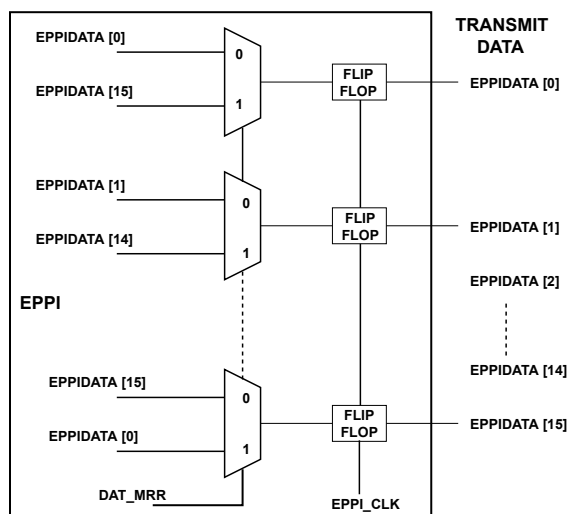 TRANSMIT
DATA
EPPIDATA [0]
0
FLIP
FLOP
EPPIDATA [0]
EPPIDATA [15]
1
EPPIDATA [1]
0
FLIP
FLOP
EPPIDATA [1]
EPPIDATA [14]
1
EPPIDATA [2]
EPPI
EPPIDATA [14]
EPPIDATA [15]
0
FLIP
FLOP
EPPIDATA [15]
EPPIDATA [0]
1
DAT_MRR
EPPI_CLK